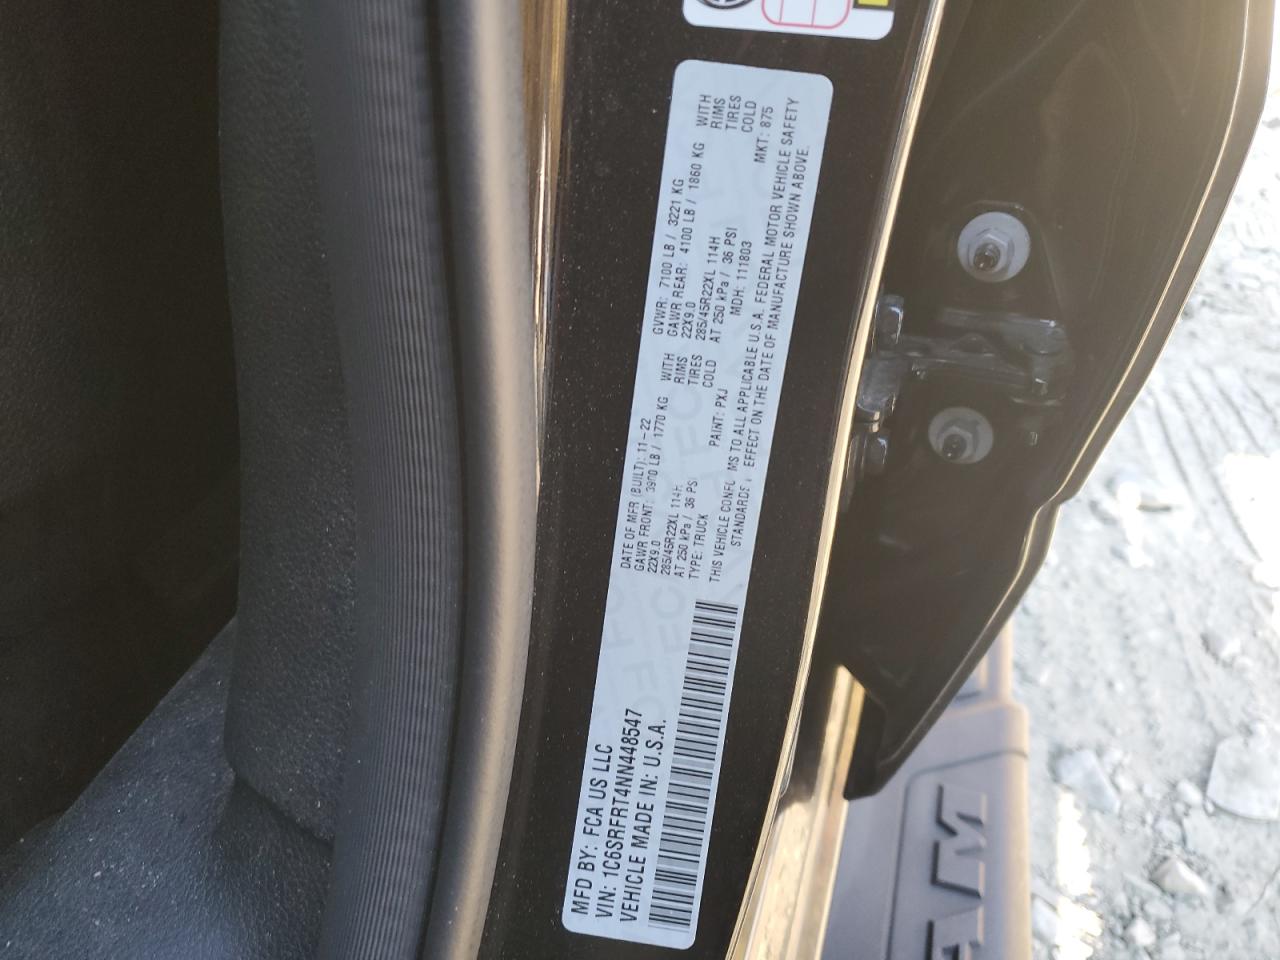 MFD BY: FCA US LLC
DATE OF MFR (BUILT): 11-22
GVWR: 7100 LB / 3221 KG
VIN: 1C6SRFRT4NN448547
GAWR FRONT: 3900 LB / 1770 KG WITH
GAWR REAR: 4100 LB / 1860 KG WITH
22X9.0 RIMS
22X9.0 RIMS
VEHICLE MADE IN: U.S.A.
285/45R22XL 114H TIRES
285/45R22XL 114H TIRES
AT 250 kPa / 36 PSI COLD
AT 250 kPa / 36 PSI COLD
TYPE: TRUCK PAINT: PXJ MDH: 111803 MKT: 875
THIS VEHICLE MS TO ALL APPLICABLE U.S.A. FEDERAL MOTOR VEHICLE SAFETY
STANDARDS EFFECT ON THE DATE OF MANUFACTURE SHOWN ABOVE.
AM